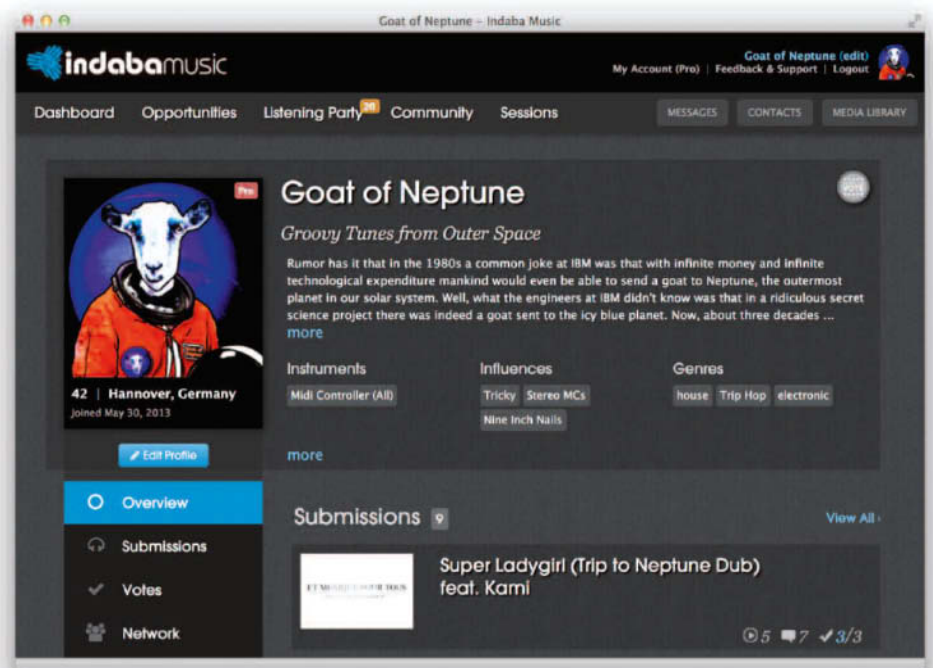 Goat of Neptune – Indaba Music
indabamusic
Goat of Neptune (edit)
My Account (Pro) | Feedback & Support | Logout
Dashboard Opportunities Listening Party 20 Community Sessions
MESSAGES CONTACTS MEDIA LIBRARY
Pro
Goat of Neptune
VOTE
Groovy Tunes from Outer Space
Rumor has it that in the 1980s a common joke at IBM was that with infinite money and infinite
technological expenditure mankind would even be able to send a goat to Neptune, the outermost
planet in our solar system. Well, what the engineers at IBM didn't know was that in a ridiculous secret
science project there was indeed a goat sent to the icy blue planet. Now, about three decades ...
more
Instruments Influences Genres
Midi Controller (All) Tricky Stereo MCs house Trip Hop electronic
Nine Inch Nails
more
42 | Hannover, Germany
Joined May 30, 2013
Edit Profile
Overview
Submissions
Votes
Network
Submissions 9
View All ›
Super Ladygirl (Trip to Neptune Dub)
feat. Kami
5 7 3/3